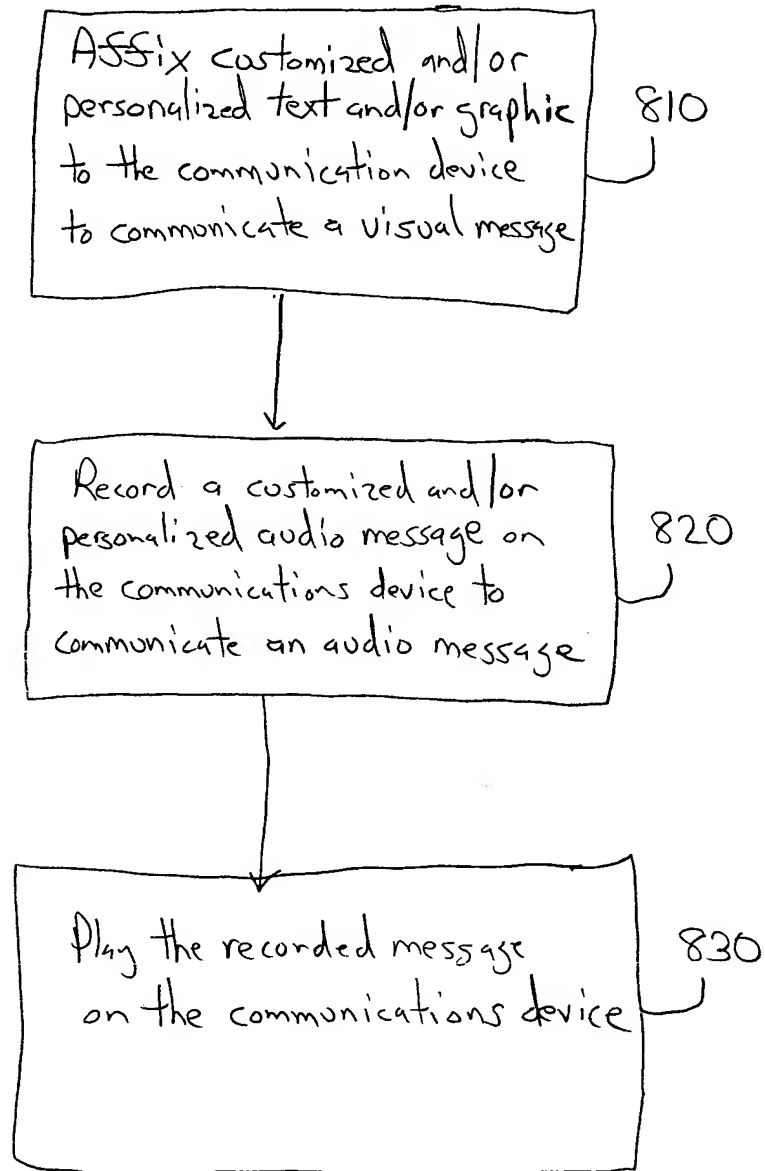 Affix customized and/or
personalized text and/or graphic
to the communication device
to communicate a visual message
810
Record a customized and/or
personalized audio message on
the communications device to
communicate an audio message
820
Play the recorded message
on the communications device
830